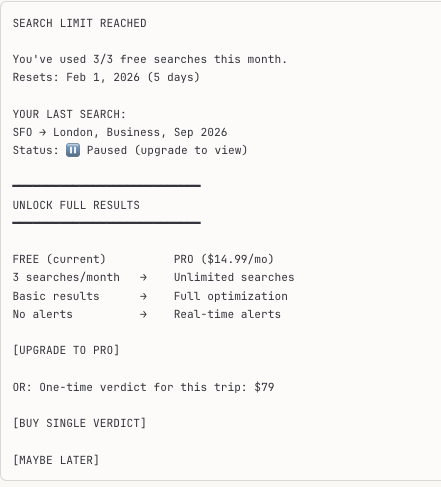 SEARCH LIMIT REACHED
You've used 3/3 free searches this month.
Resets: Feb 1, 2026 (5 days)
YOUR LAST SEARCH:
SFO → London, Business, Sep 2026
Status: ⏸️ Paused (upgrade to view)
UNLOCK FULL RESULTS
FREE (current) PRO ($14.99/mo)
3 searches/month → Unlimited searches
Basic results → Full optimization
No alerts → Real-time alerts
[UPGRADE TO PRO]
OR: One-time verdict for this trip: $79
[BUY SINGLE VERDICT]
[MAYBE LATER]